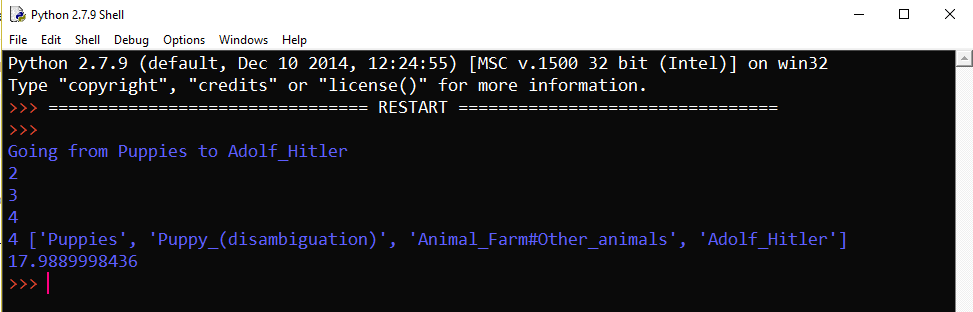 Python 2.7.9 Shell
File Edit Shell Debug Options Windows Help
Python 2.7.9 (default, Dec 10 2014, 12:24:55) [MSC v.1500 32 bit (Intel)] on win32
Type "copyright", "credits" or "license()" for more information.
>>> ================================ RESTART ================================
>>>
Going from Puppies to Adolf_Hitler
2
3
4
4 ['Puppies', 'Puppy_(disambiguation)', 'Animal_Farm#Other_animals', 'Adolf_Hitler']
17.9889998436
>>>